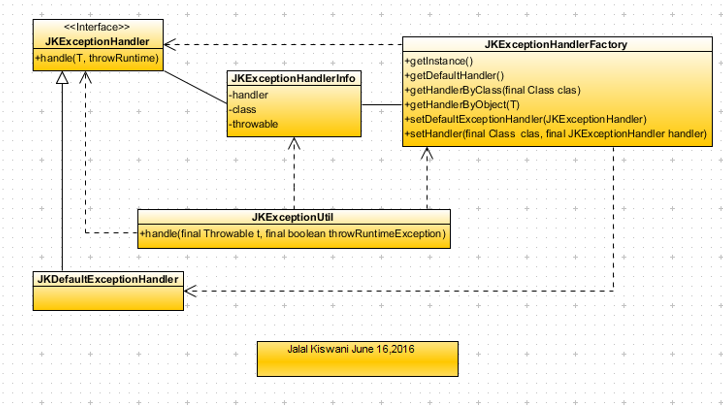 <<Interface>>
JKExceptionHandler
+handle(T, throwRuntime)
JKExceptionHandlerFactory
+getInstance()
+getDefaultHandler()
+getHandlerByClass(final Class clas)
+getHandlerByObject(T)
+setDefaultExceptionHandler(JKExceptionHandler)
+setHandler(final Class clas, final JKExceptionHandler handler)
JKExceptionHandlerInfo
-handler
-class
-throwable
JKExceptionUtil
+handle(final Throwable t, final boolean throwRuntimeException)
JKDefaultExceptionHandler
Jalal Kiswani June 16,2016